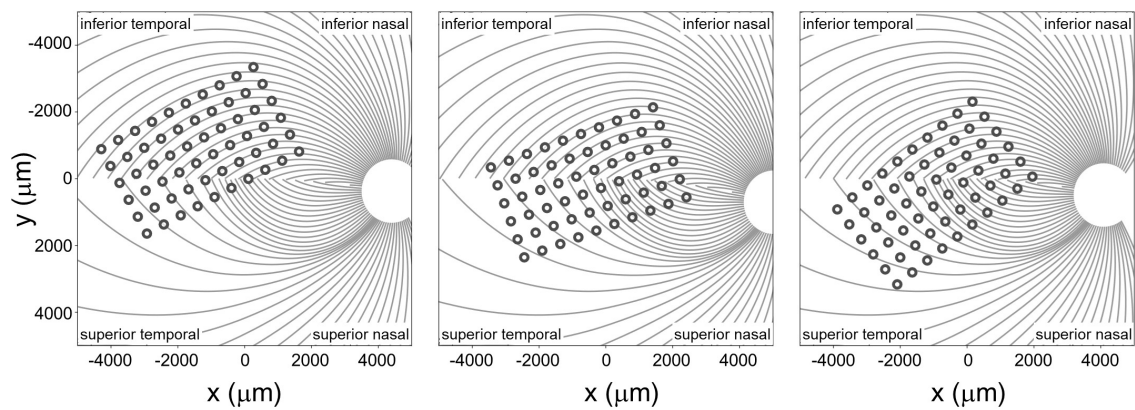 inferior temporal inferior nasal inferior temporal inferior nasal inferior temporal inferior nasal
-4000
-2000
0
2000
4000
y (μm)
superior temporal superior nasal superior temporal superior nasal superior temporal superior nasal
-4000 -2000 0 2000 4000 -4000 -2000 0 2000 4000 -4000 -2000 0 2000 4000
x (μm) x (μm) x (μm)